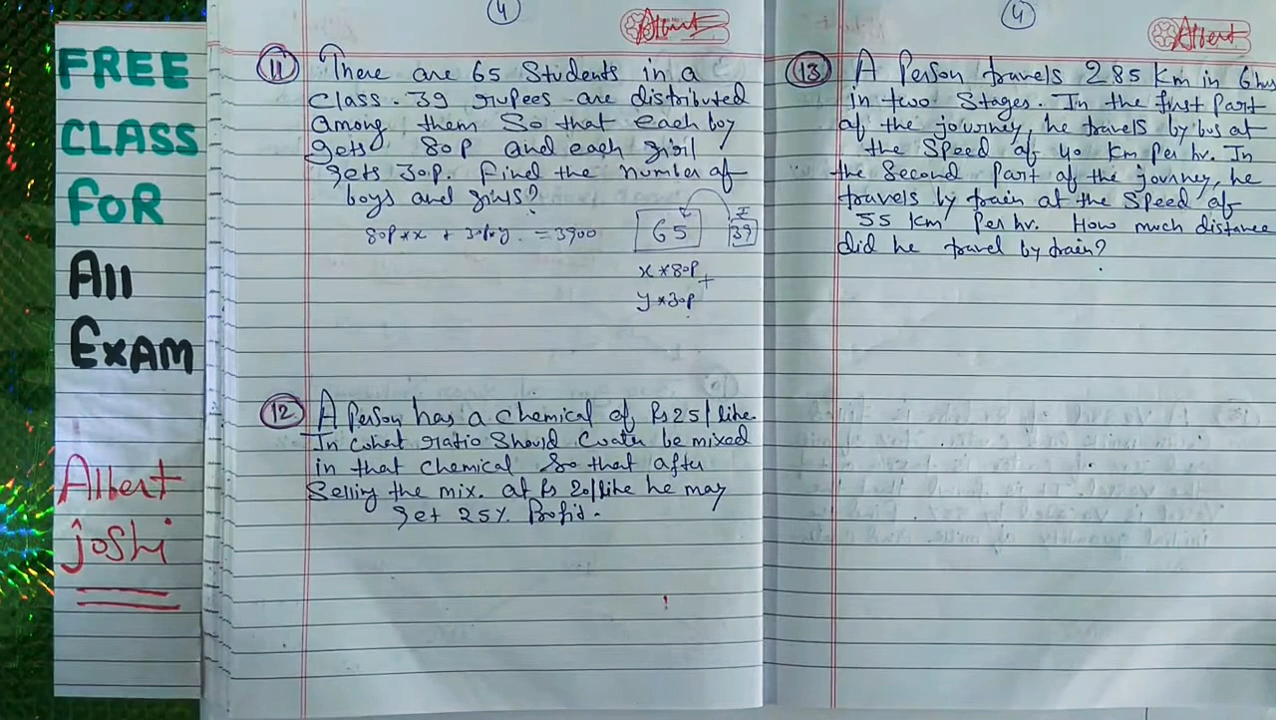 FREE
CLASS
FOR
All
EXAM
Albert
joshi
4
Albert
11 There are 65 Students in a
class. 39 rupees are distributed
among them So that each boy
gets 80P and each girl
gets 30p. Find the number of
boys and girls?
80P*x + 30p*y = 3900
65
39
x*80P +
y*30P
12 A Person has a chemical of Rs 25/litre.
In what ratio Should water be mixed
in that chemical So that after
Selling the mix. at Rs 20/litre he may
get 25% Profit.
4
Albert
13 A Person travels 285 Km in 6 hrs
in two Stages. In the first Part
of the journey, he travels by bus at
the Speed of 40 Km Per hr. In
the Second Part of the journey, he
travels by train at the Speed of
55 Km Per hr. How much distance
did he travel by train?